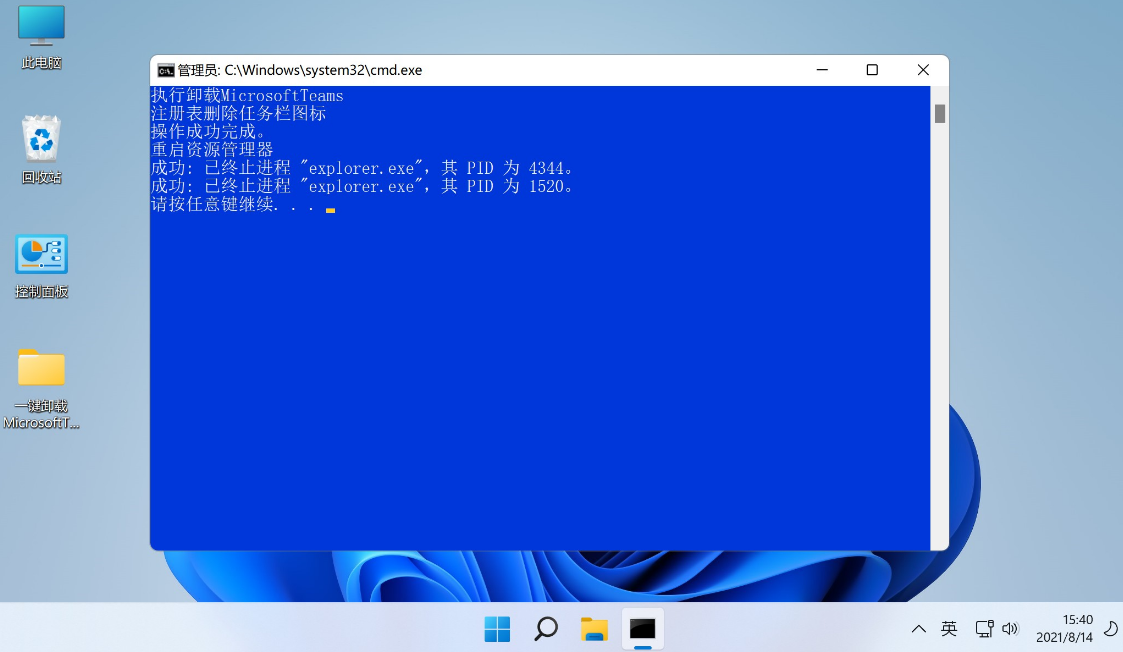 此电脑
回收站
控制面板
一键卸载
MicrosoftT...
管理员: C:\Windows\system32\cmd.exe
执行卸载MicrosoftTeams
注册表删除任务栏图标
操作成功完成。
重启资源管理器
成功: 已终止进程 "explorer.exe"，其 PID 为 4344。
成功: 已终止进程 "explorer.exe"，其 PID 为 1520。
请按任意键继续. . .
英
15:40
2021/8/14